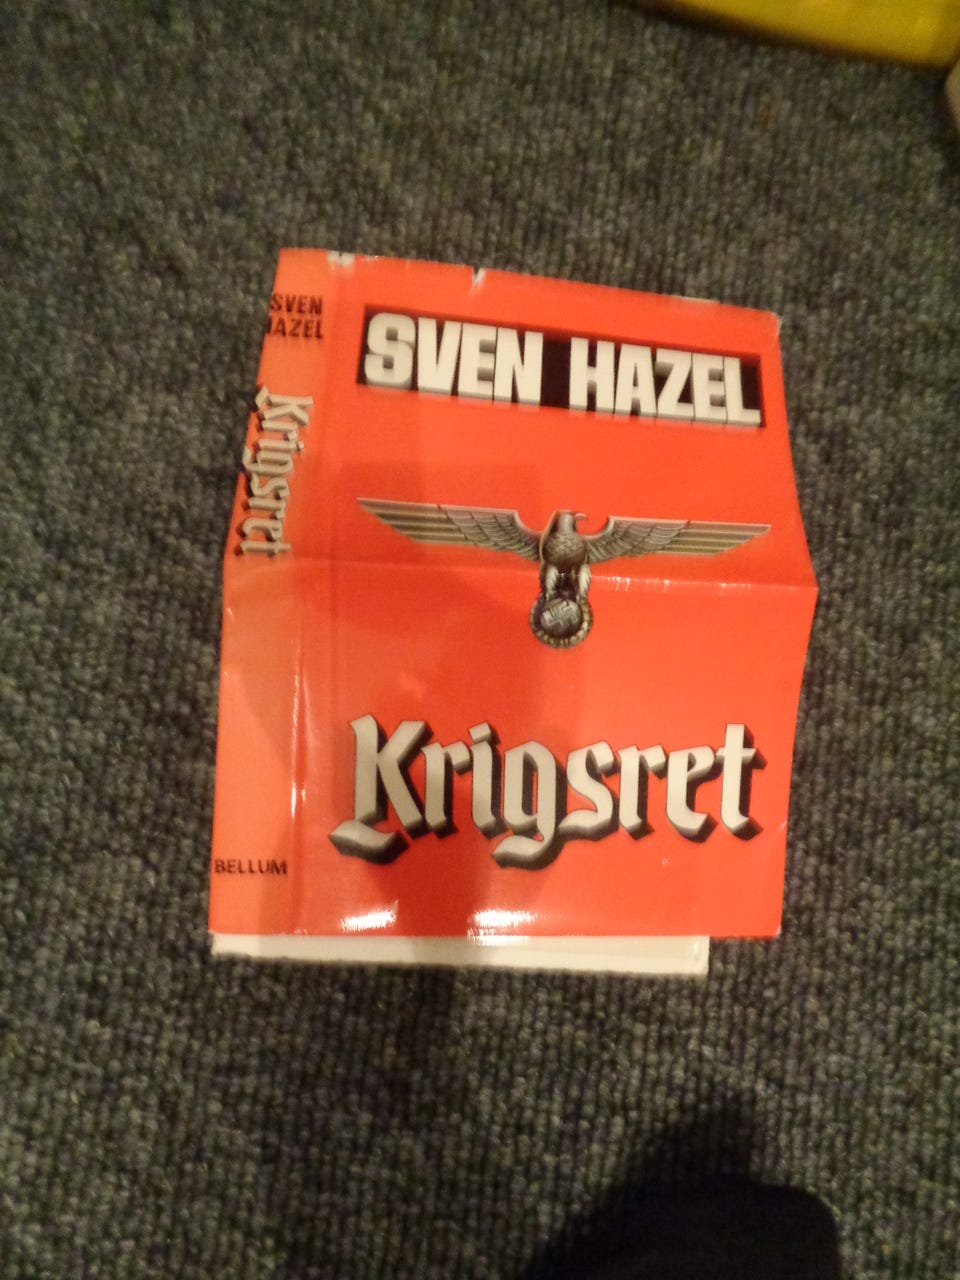 SVEN
HAZEL
Krigsret
BELLUM
SVEN HAZEL
Krigsret